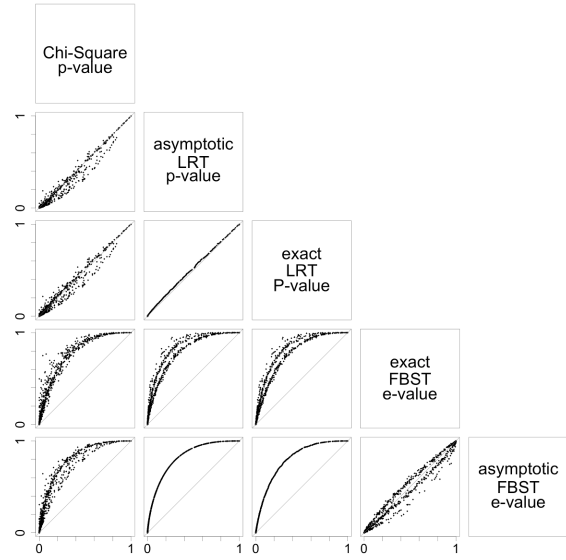 Chi-Square
p-value
1
asymptotic
LRT
p-value
0
1
exact
LRT
P-value
0
1
exact
FBST
e-value
0
1
asymptotic
FBST
e-value
0
0 1 0 1 0 1 0 1